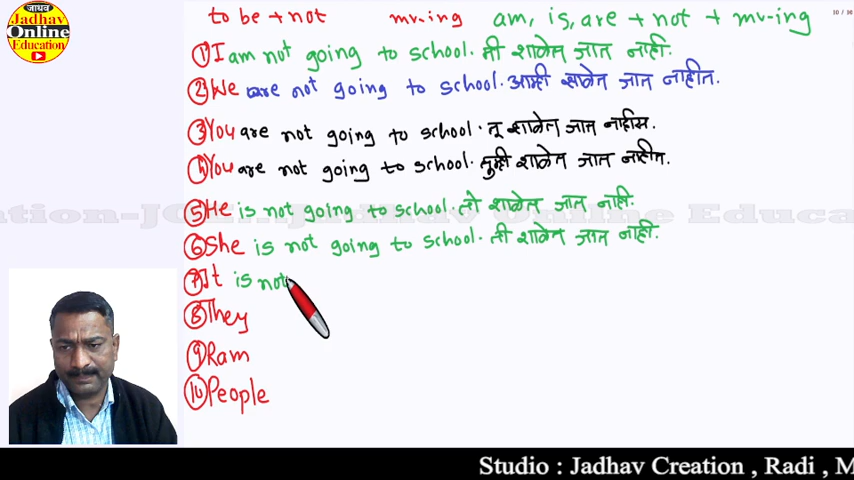 जाधव
Jadhav
Online
Education
to be + not mv-ing am, is, are + not + mv-ing
10 / 10
① I am not going to school. मी शाळेत जात नाही.
② We are not going to school. आम्ही शाळेत जात नाहीत.
③ You are not going to school. तू शाळेत जात नाहीस.
④ You are not going to school. तुम्ही शाळेत जात नाहीत.
⑤ He is not going to school. तो शाळेत जात नाही.
⑥ She is not going to school. ती शाळेत जात नाही.
⑦ It is not
⑧ They
⑨ Ram
⑩ People
Studio : Jadhav Creation , Radi , M